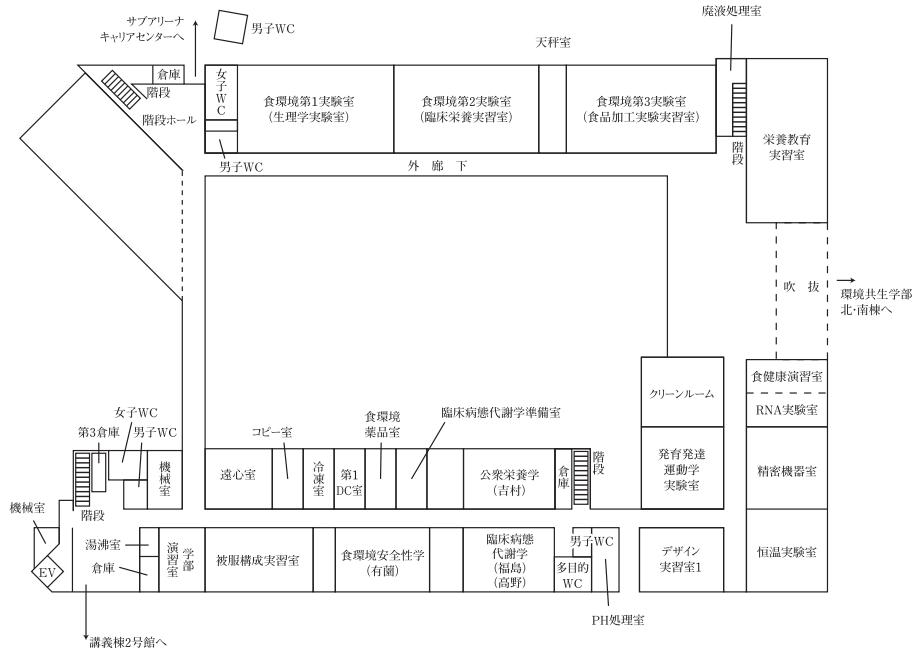 サブアリーナ
キャリアセンターへ
男子WC
天秤室
廃液処理室
倉庫
階段
階段ホール
女子WC
男子WC
食環境第1実験室
(生理学実験室)
食環境第2実験室
(臨床栄養実習室)
食環境第3実験室
(食品加工実験実習室)
階段
栄養教育
実習室
外 廊 下
吹 抜
環境共生学部
北・南棟へ
食健康演習室
RNA実験室
クリーンルーム
発育発達
運動学
実験室
精密機器室
恒温実験室
女子WC
第3倉庫
男子WC
機械室
階段
機械室
EV
コピー室
食環境
薬品室
臨床病態代謝学準備室
遠心室
冷凍室
第1
DC室
公衆栄養学
(吉村)
倉庫
階段
湯沸室
倉庫
学部
演習室
被服構成実習室
食環境安全性学
(有薗)
臨床病態
代謝学
(福島)
(高野)
男子WC
多目的
WC
PH処理室
デザイン
実習室1
講義棟2号館へ